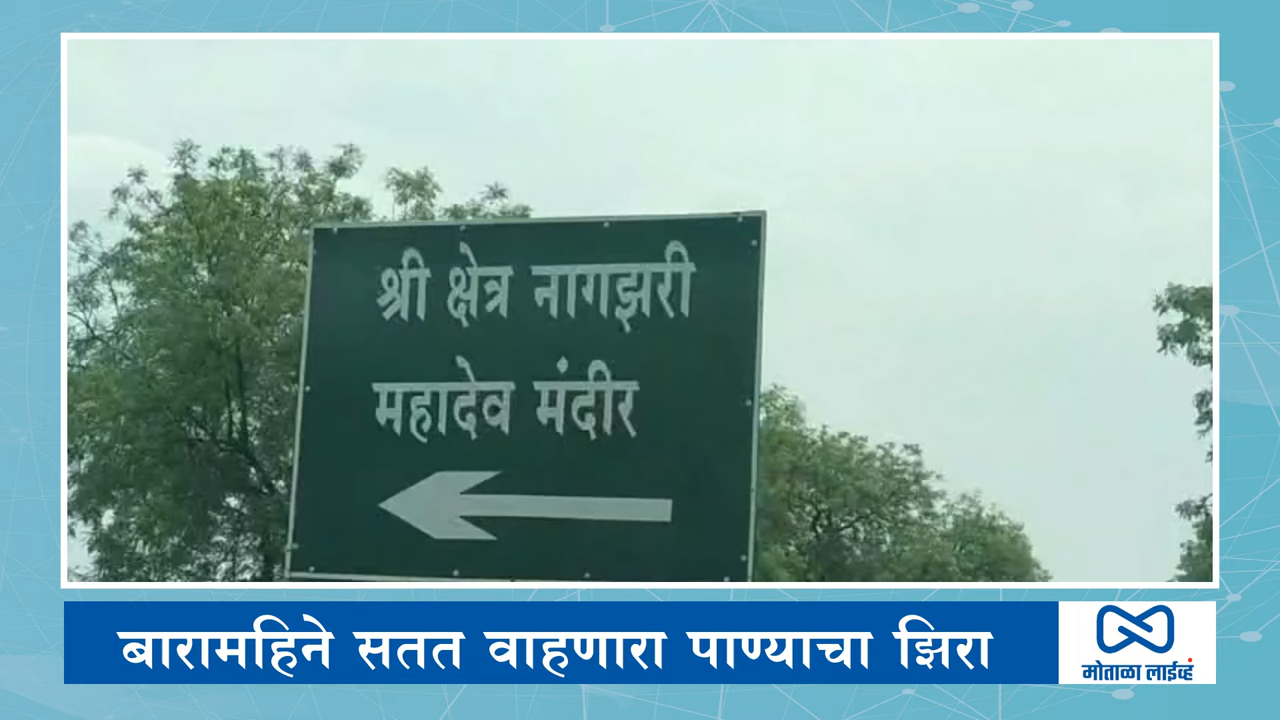 श्री क्षेत्र नागझरी
महादेव मंदीर
बारामहिने सतत वाहणारा पाण्याचा झिरा
मोताळा लाईव्हं